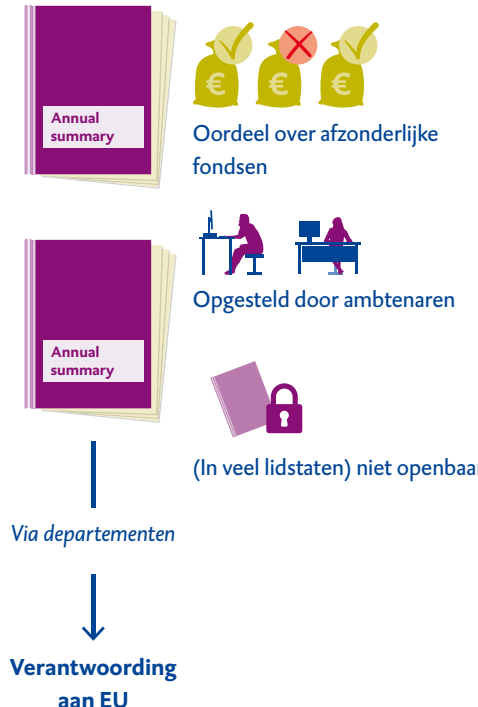 Annual
summary
€ € €
Oordeel over afzonderlijke
fondsen
Opgesteld door ambtenaren
Annual
summary
(In veel lidstaten) niet openbaar
Via departementen
Verantwoording
aan EU